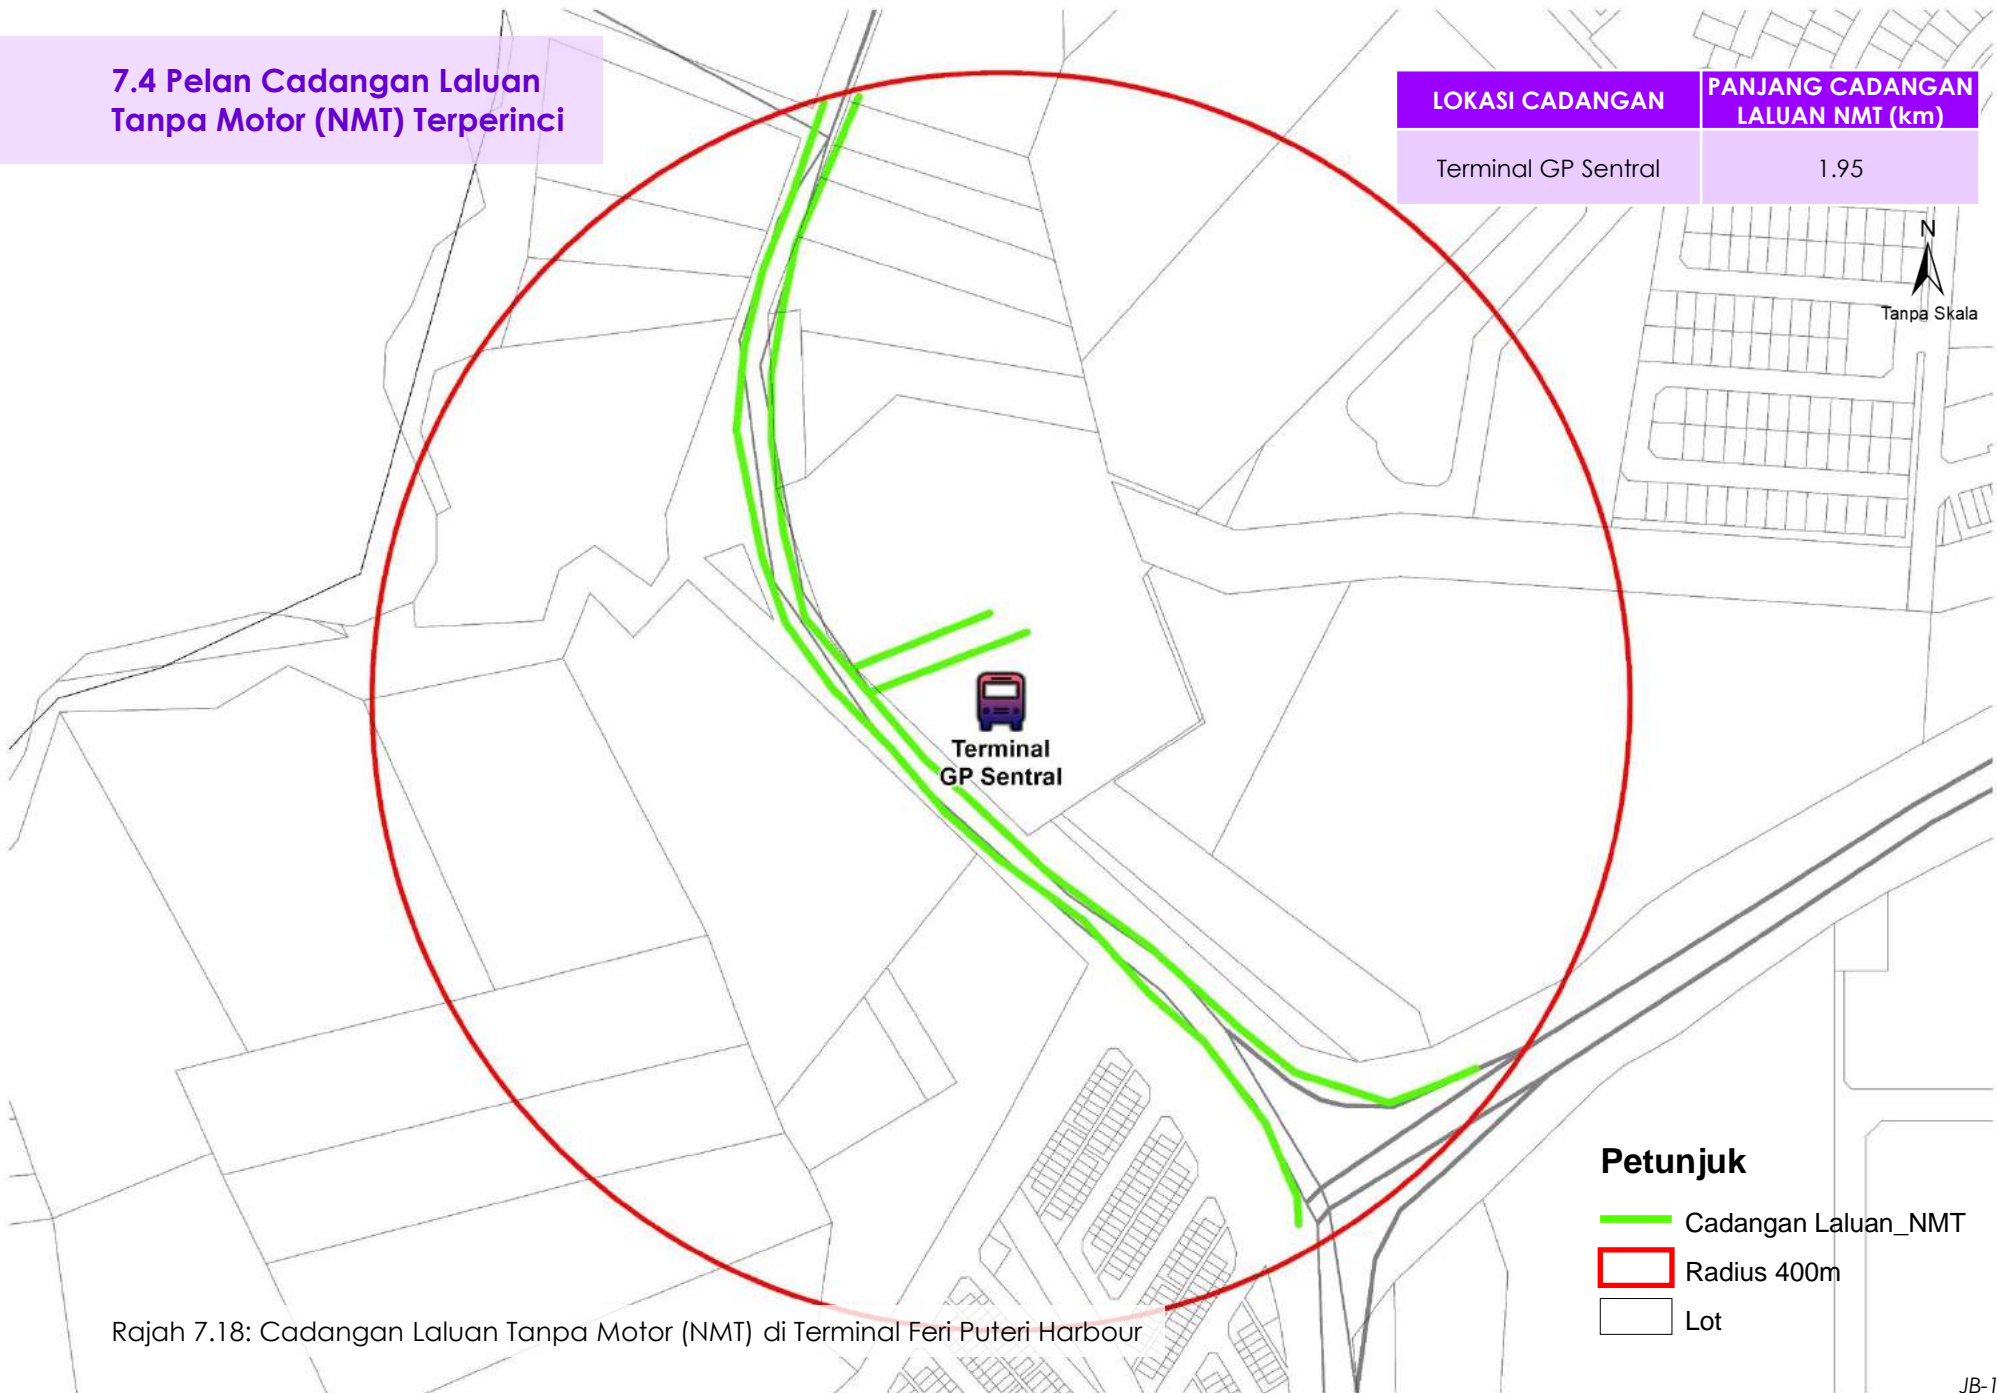 7.4 Pelan Cadangan Laluan
Tanpa Motor (NMT) Terperinci
LOKASI CADANGAN
PANJANG CADANGAN
LALUAN NMT (km)
Terminal GP Sentral
1.95
N
Tanpa Skala
Terminal
GP Sentral
Petunjuk
Cadangan Laluan_NMT
Radius 400m
Lot
Rajah 7.18: Cadangan Laluan Tanpa Motor (NMT) di Terminal Feri Puteri Harbour
JB-1